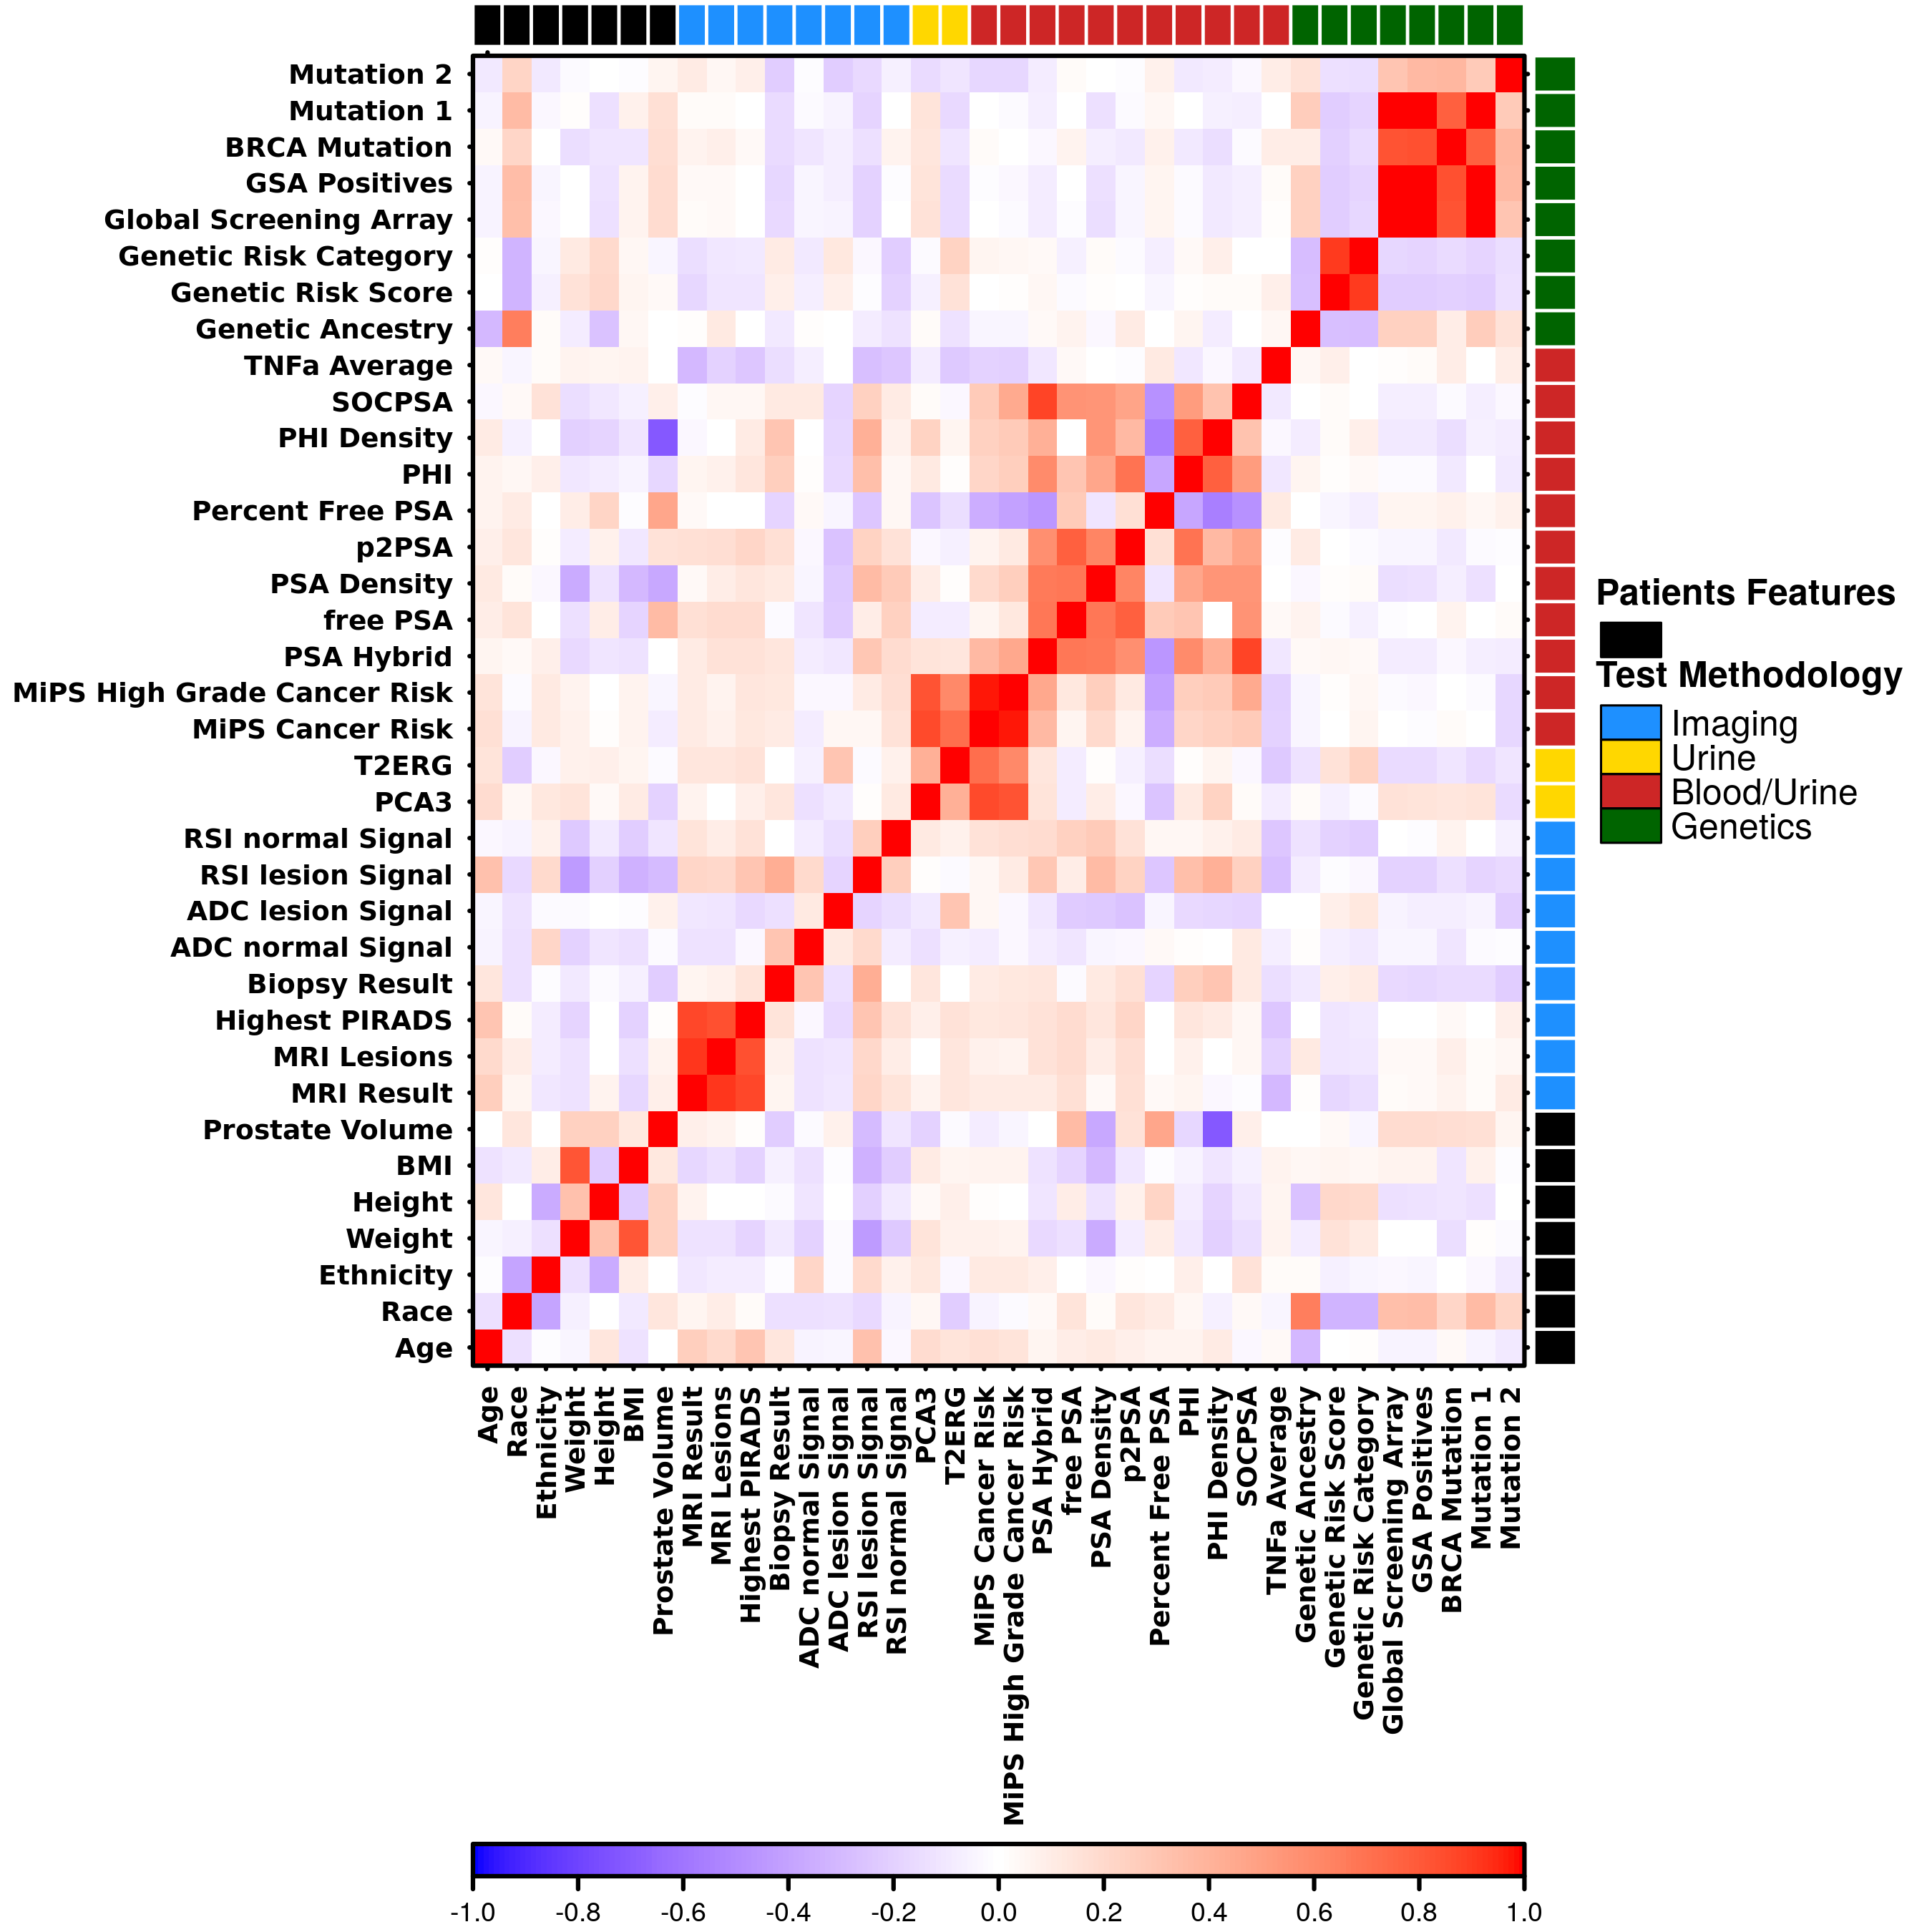 Mutation 2
Mutation 1
BRCA Mutation
GSA Positives
Global Screening Array
Genetic Risk Category
Genetic Risk Score
Genetic Ancestry
TNFa Average
SOCPSA
PHI Density
PHI
Percent Free PSA
p2PSA
PSA Density
free PSA
PSA Hybrid
MiPS High Grade Cancer Risk
MiPS Cancer Risk
T2ERG
PCA3
RSI normal Signal
RSI lesion Signal
ADC lesion Signal
ADC normal Signal
Biopsy Result
Highest PIRADS
MRI Lesions
MRI Result
Prostate Volume
BMI
Height
Weight
Ethnicity
Race
Age
Age
Race
Ethnicity
Weight
Height
BMI
Prostate Volume
MRI Result
MRI Lesions
Highest PIRADS
Biopsy Result
ADC normal Signal
ADC lesion Signal
RSI lesion Signal
RSI normal Signal
PCA3
T2ERG
MiPS Cancer Risk
MiPS High Grade Cancer Risk
PSA Hybrid
free PSA
PSA Density
p2PSA
Percent Free PSA
PHI
PHI Density
SOCPSA
TNFa Average
Genetic Ancestry
Genetic Risk Score
Genetic Risk Category
Global Screening Array
GSA Positives
BRCA Mutation
Mutation 1
Mutation 2
Patients Features
Test Methodology
Imaging
Urine
Blood/Urine
Genetics
-1.0 -0.8 -0.6 -0.4 -0.2 0.0 0.2 0.4 0.6 0.8 1.0